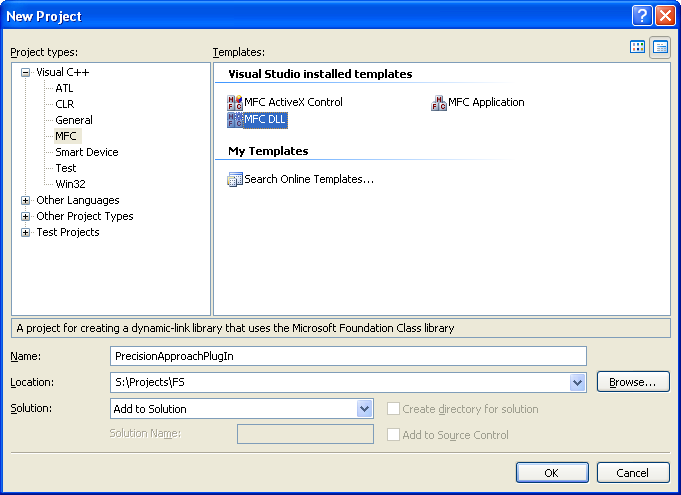 New Project
Project types:
Templates:
Visual C++
ATL
CLR
General
MFC
Smart Device
Test
Win32
Other Languages
Other Project Types
Test Projects
Visual Studio installed templates
MFC ActiveX Control
MFC Application
MFC DLL
My Templates
Search Online Templates...
A project for creating a dynamic-link library that uses the Microsoft Foundation Class library
Name:
PrecisionApproachPlugIn
Location:
S:\Projects\FS
Browse...
Solution:
Add to Solution
Create directory for solution
Solution Name:
Add to Source Control
OK
Cancel